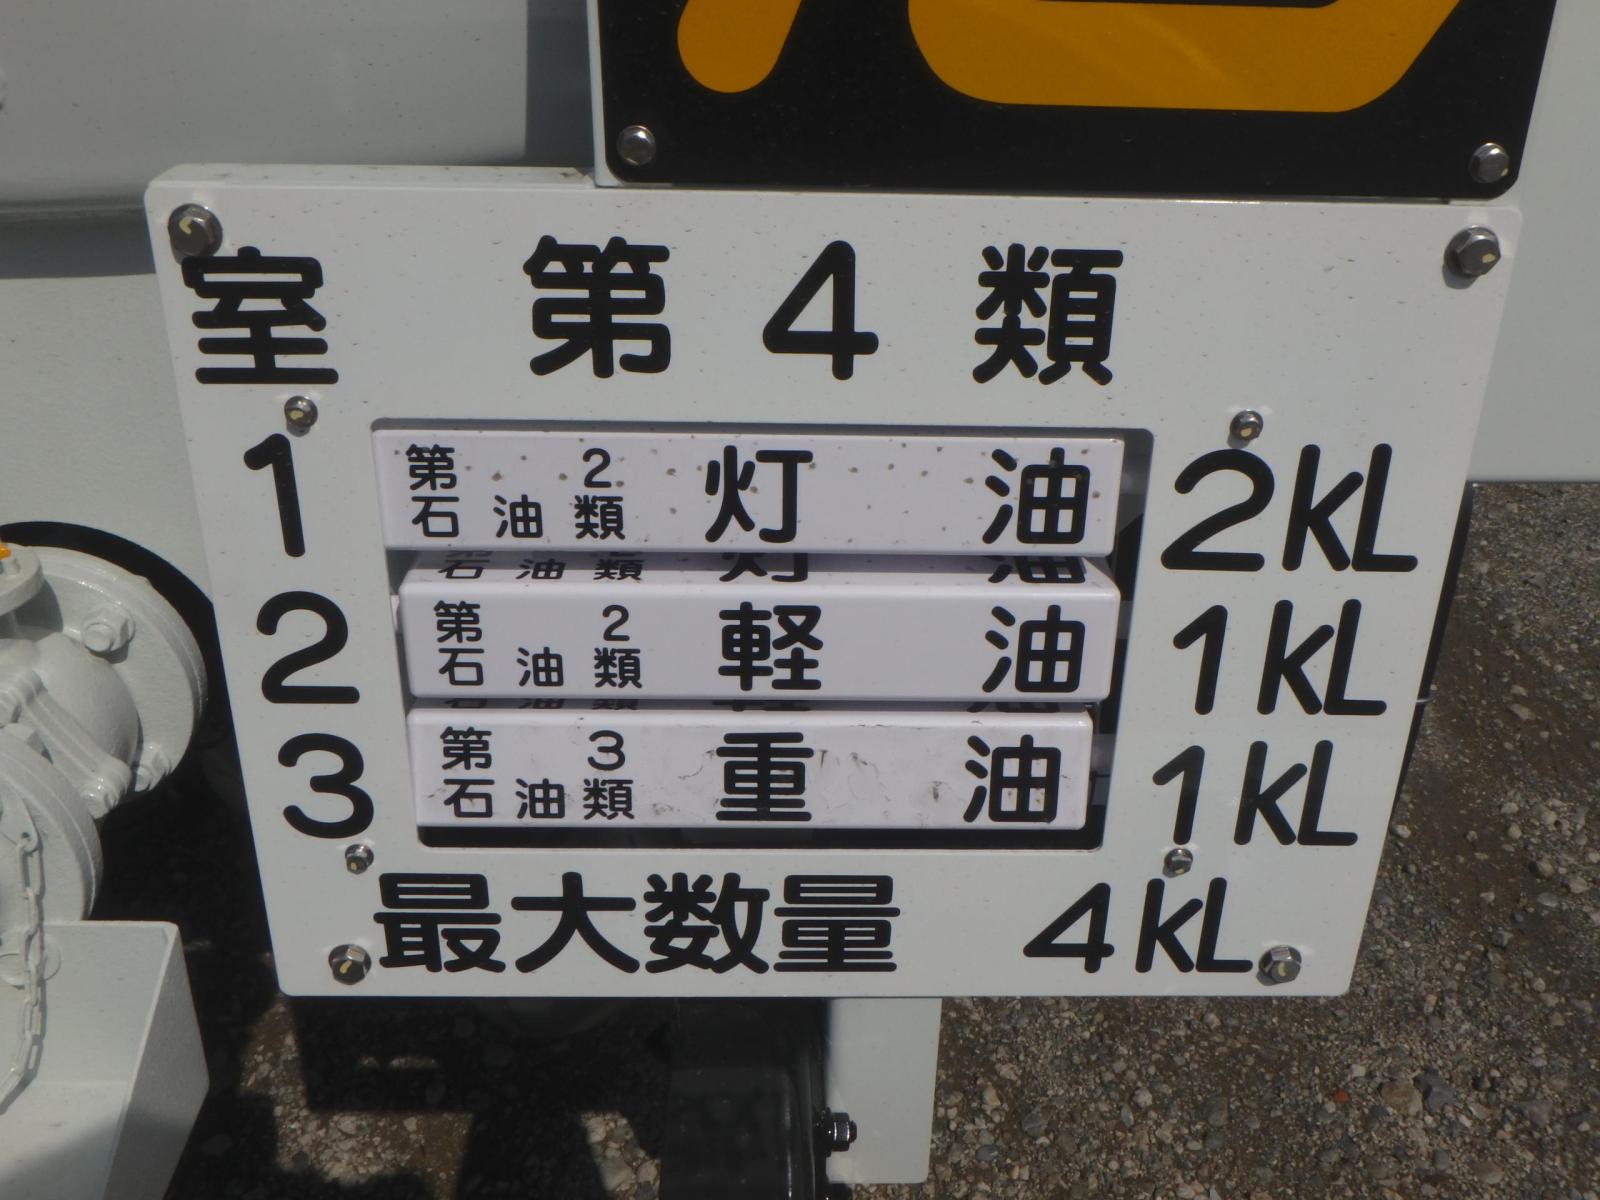 室 第4類
1 第2石油類 灯油 2kL
2 第2石油類 軽油 1kL
3 第3石油類 重油 1kL
最大数量 4kL